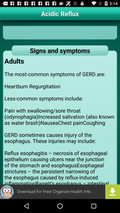 5:14
Acidic Reflux
Signs and symptoms
Adults
The most-common symptoms of GERD are:
Heartburn Regurgitation
Less-common symptoms include:
Pain with swallowing/sore throat
(odynophagia)Increased salivation (also known
as water brash)NauseaChest painCoughing
GERD sometimes causes injury of the
esophagus. These injuries may include:
Reflux esophagitis – necrosis of esophageal
epithelium causing ulcers near the junction
of the stomach and esophagusEsophageal
strictures – the persistent narrowing of
the esophagus caused by reflux-induced
Download for free! Organize Health Info.